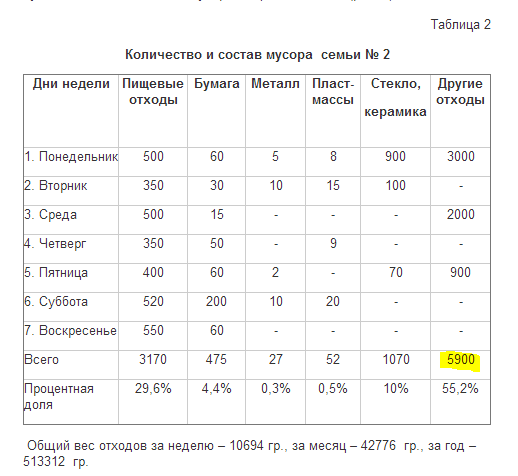 Таблица 2
Количество и состав мусора семьи № 2
Дни недели Пищевые отходы Бумага Металл Пласт-массы Стекло, керамика Другие отходы
1. Понедельник 500 60 5 8 900 3000
2. Вторник 350 30 10 15 100 -
3. Среда 500 15 - - - 2000
4. Четверг 350 50 - 9 - -
5. Пятница 400 60 2 - 70 900
6. Суббота 520 200 10 20 - -
7. Воскресенье 550 60 - - - -
Всего 3170 475 27 52 1070 5900
Процентная доля 29,6% 4,4% 0,3% 0,5% 10% 55,2%
Общий вес отходов за неделю – 10694 гр., за месяц – 42776 гр., за год –
513312 гр.